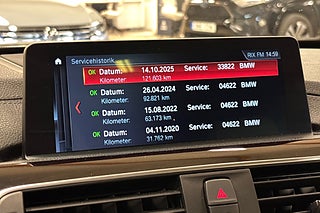 RIX FM 14:59
Servicehistorik
OK Datum: 14.10.2025 Service: 33822 BMW
Kilometer: 121.603 km
OK Datum: 26.04.2024 Service: 04622 BMW
Kilometer: 92.821 km
OK Datum: 15.08.2022 Service: 04622 BMW
Kilometer: 63.173 km
OK Datum: 04.11.2020 Service: 04622 BMW
Kilometer: 31.762 km